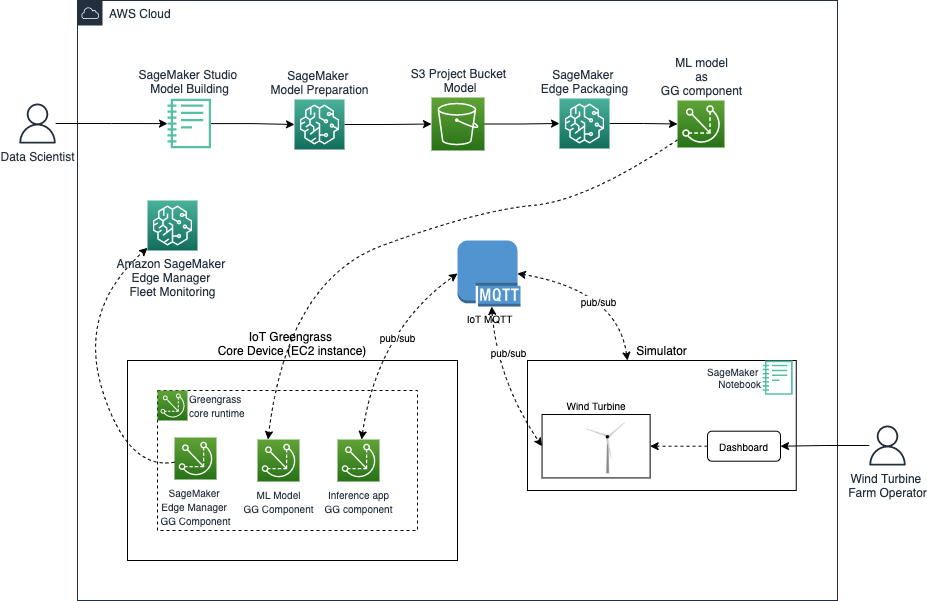 AWS Cloud
SageMaker Studio
Model Building
SageMaker
Model Preparation
S3 Project Bucket
Model
SageMaker
Edge Packaging
ML model
as
GG component
Data Scientist
Amazon SageMaker
Edge Manager
Fleet Monitoring
MQTT
IoT MQTT
pub/sub
pub/sub
pub/sub
IoT Greengrass
Core Device (EC2 instance)
Greengrass
core runtime
SageMaker
Edge Manager
GG Component
ML Model
GG Component
Inference app
GG component
Simulator
SageMaker
Notebook
Wind Turbine
Dashboard
Wind Turbine
Farm Operator